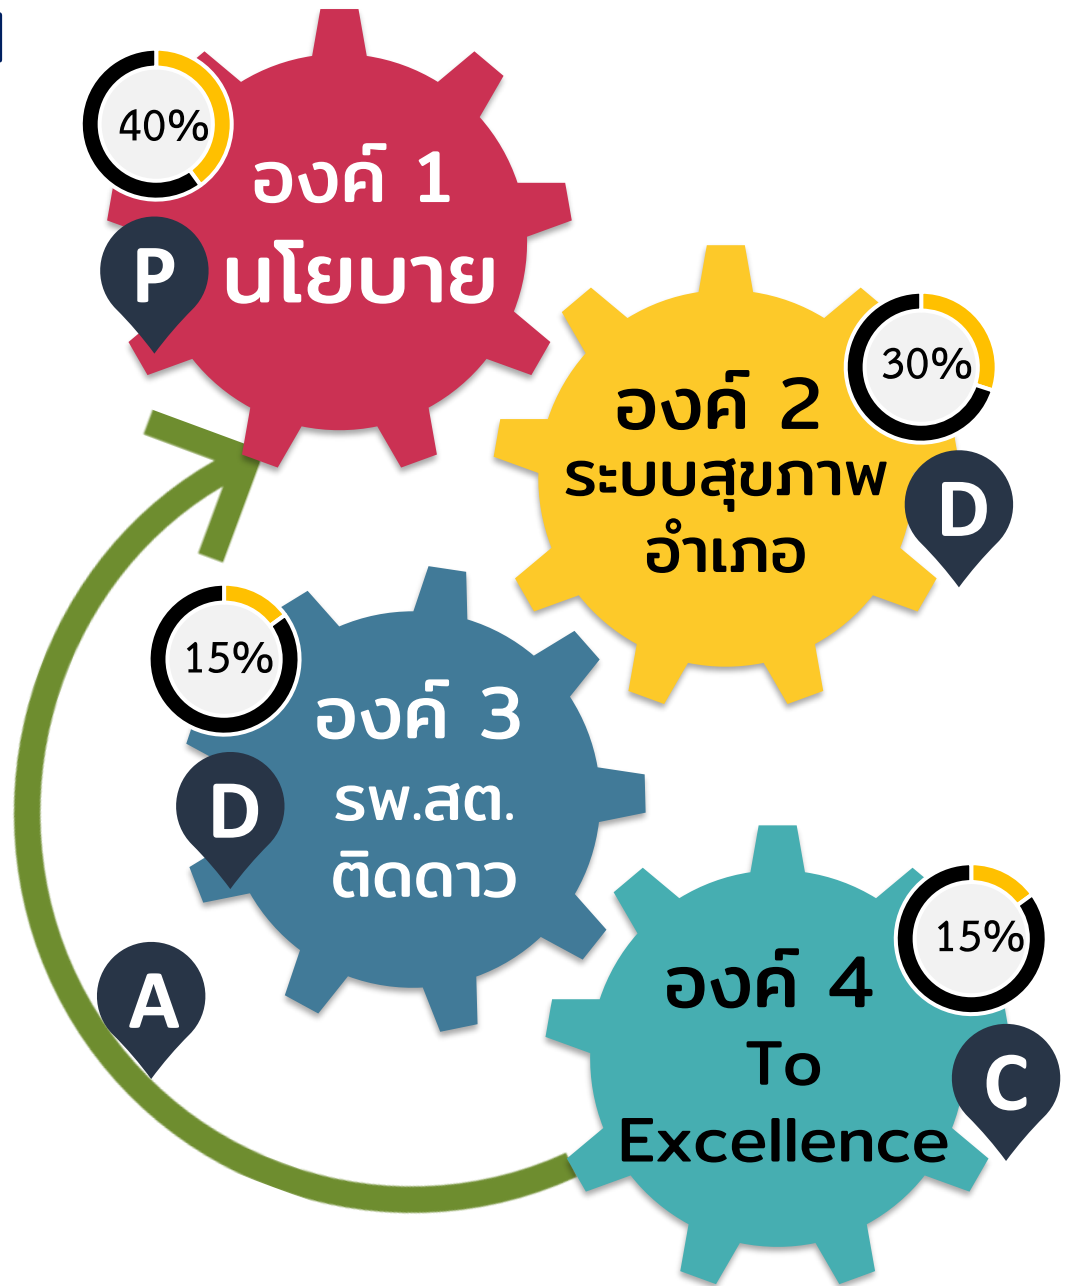 40%
องค์ 1
นโยบาย
P
30%
องค์ 2
ระบบสุขภาพ
อำเภอ
D
15%
องค์ 3
รพ.สต.
ติดดาว
D
A
15%
องค์ 4
To
Excellence
C